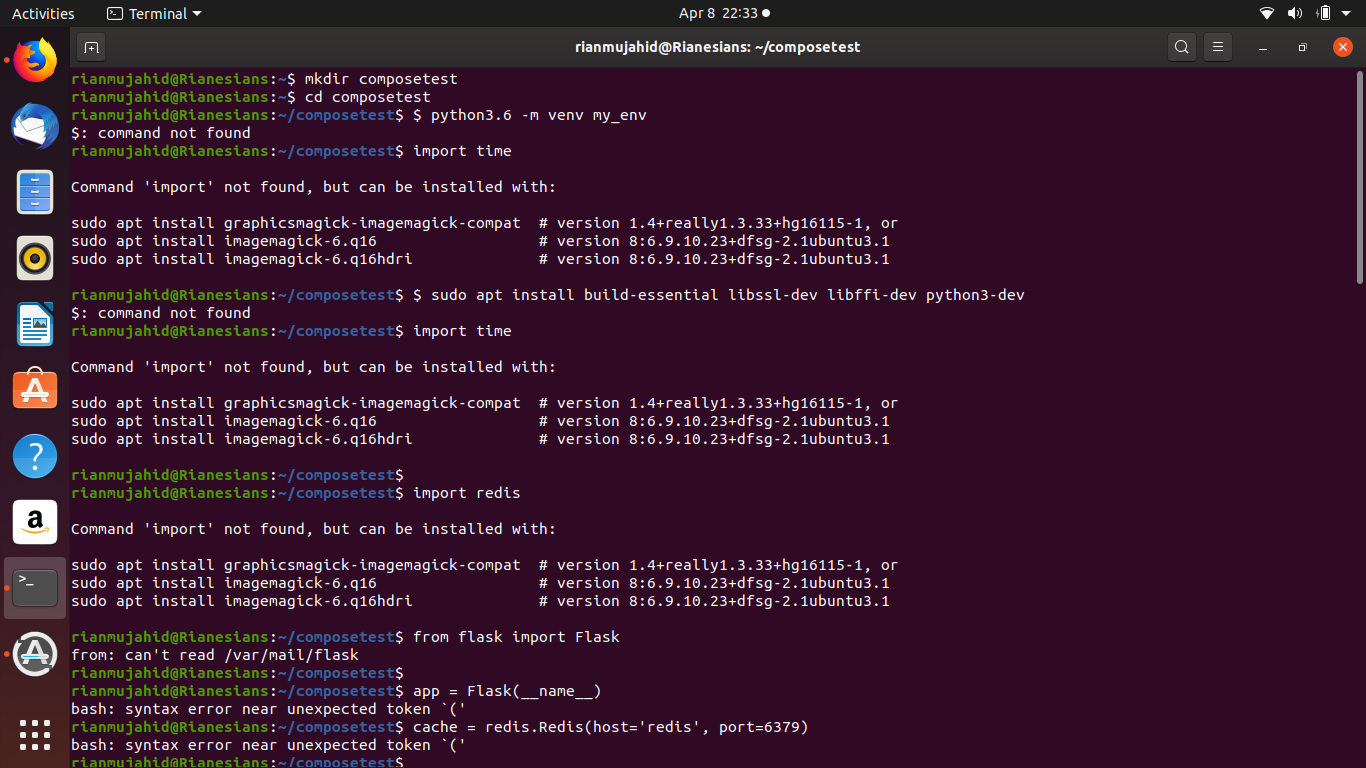 Activities
Terminal
Apr 8 22:33
rianmujahid@Rianesians: ~/composetest
rianmujahid@Rianesians:~$ mkdir composetest
rianmujahid@Rianesians:~$ cd composetest
rianmujahid@Rianesians:~/composetest$ $ python3.6 -m venv my_env
$: command not found
rianmujahid@Rianesians:~/composetest$ import time
Command 'import' not found, but can be installed with:
sudo apt install graphicsmagick-imagemagick-compat  # version 1.4+really1.3.33+hg16115-1, or
sudo apt install imagemagick-6.q16                  # version 8:6.9.10.23+dfsg-2.1ubuntu3.1
sudo apt install imagemagick-6.q16hdri              # version 8:6.9.10.23+dfsg-2.1ubuntu3.1
rianmujahid@Rianesians:~/composetest$ $ sudo apt install build-essential libssl-dev libffi-dev python3-dev
$: command not found
rianmujahid@Rianesians:~/composetest$ import time
Command 'import' not found, but can be installed with:
sudo apt install graphicsmagick-imagemagick-compat  # version 1.4+really1.3.33+hg16115-1, or
sudo apt install imagemagick-6.q16                  # version 8:6.9.10.23+dfsg-2.1ubuntu3.1
sudo apt install imagemagick-6.q16hdri              # version 8:6.9.10.23+dfsg-2.1ubuntu3.1
rianmujahid@Rianesians:~/composetest$
rianmujahid@Rianesians:~/composetest$ import redis
Command 'import' not found, but can be installed with:
sudo apt install graphicsmagick-imagemagick-compat  # version 1.4+really1.3.33+hg16115-1, or
sudo apt install imagemagick-6.q16                  # version 8:6.9.10.23+dfsg-2.1ubuntu3.1
sudo apt install imagemagick-6.q16hdri              # version 8:6.9.10.23+dfsg-2.1ubuntu3.1
rianmujahid@Rianesians:~/composetest$ from flask import Flask
from: can't read /var/mail/flask
rianmujahid@Rianesians:~/composetest$
rianmujahid@Rianesians:~/composetest$ app = Flask(__name__)
bash: syntax error near unexpected token `('
rianmujahid@Rianesians:~/composetest$ cache = redis.Redis(host='redis', port=6379)
bash: syntax error near unexpected token `('
rianmujahid@Rianesians:~/composetest$